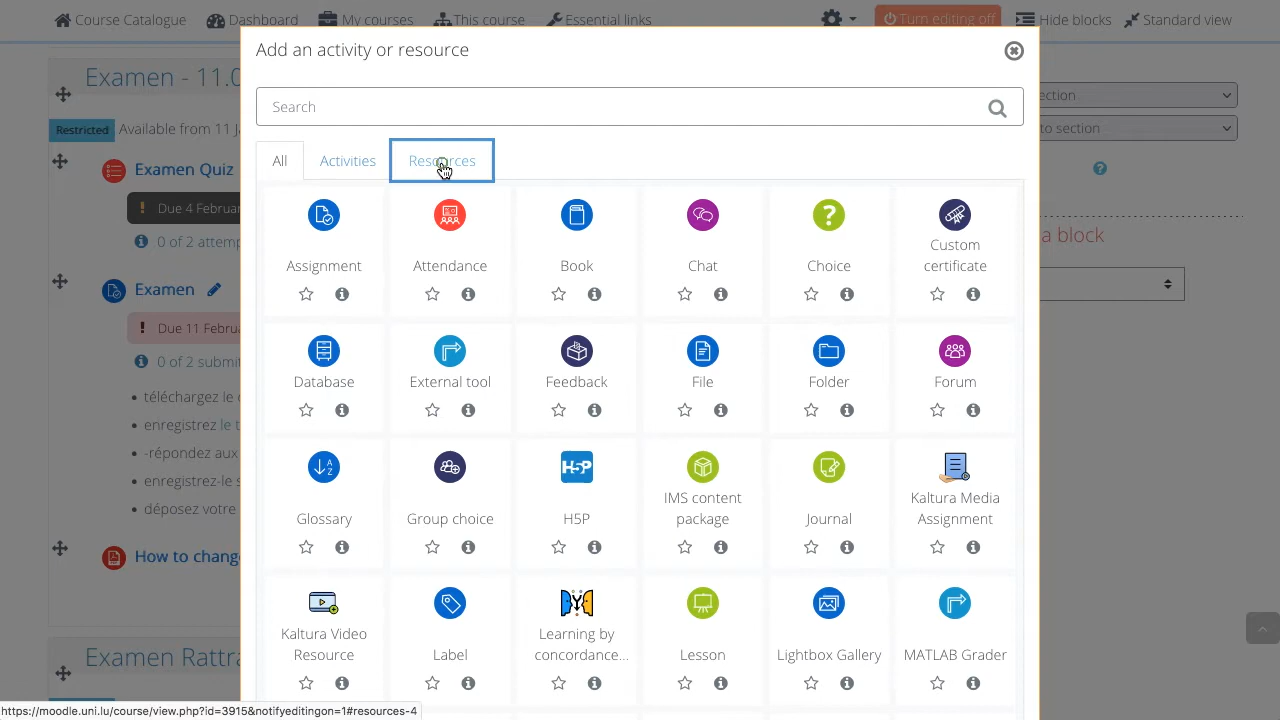 Course Catalogue Dashboard My courses This course Essential links Turn editing off Hide blocks Standard view
Add an activity or resource
Search
All Activities Resources
Examen - 11.0
Restricted Available from 11 J
Examen Quiz
! Due 4 Februar
0 of 2 attemp
Examen
! Due 11 Februa
0 of 2 submi
téléchargez le
enregistrez le t
-répondez aux
enregistrez-le s
déposez votre
How to chang
Examen Rattra
ection
to section
?
a block
Assignment Attendance Book Chat Choice Custom
certificate
Database External tool Feedback File Folder Forum
Glossary Group choice H5P IMS content
package Journal Kaltura Media
Assignment
Kaltura Video
Resource Label Learning by
concordance... Lesson Lightbox Gallery MATLAB Grader
https://moodle.uni.lu/course/view.php?id=3915&notifyeditingon=1#resources-4